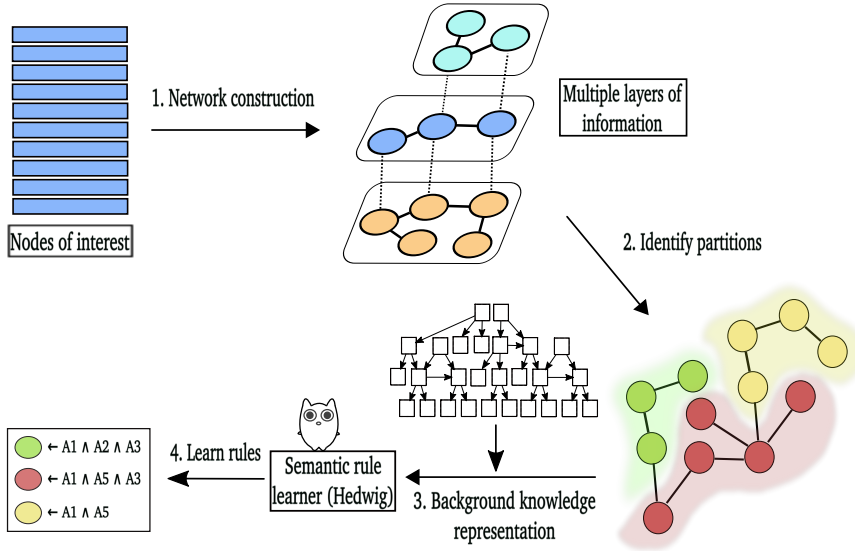 1. Network construction
Multiple layers of
information
Nodes of interest
2. Identify partitions
4. Learn rules
Semantic rule
learner (Hedwig)
3. Background knowledge
representation
← A1 ∧ A2 ∧ A3
← A1 ∧ A5 ∧ A3
← A1 ∧ A5